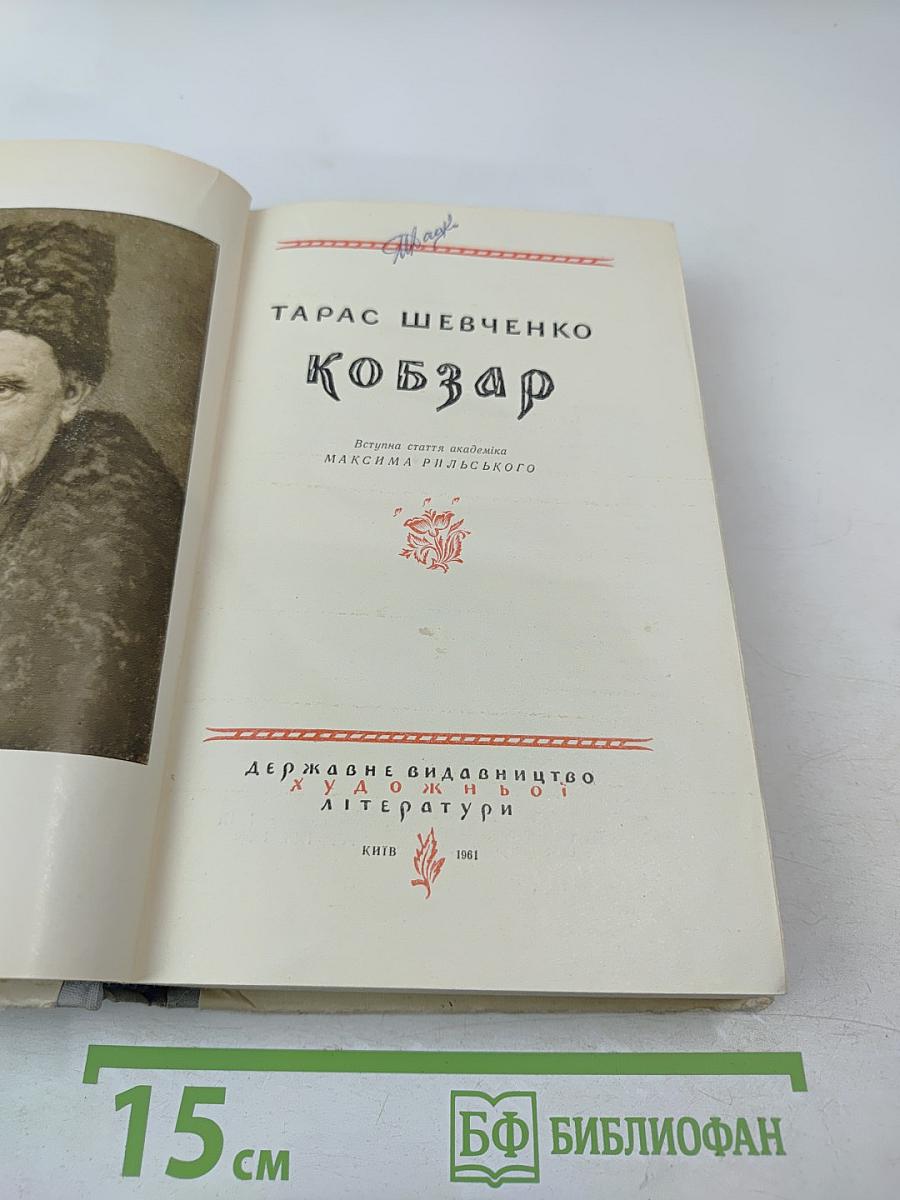 ТАРАС ШЕВЧЕНКО
КОБЗАР
Вступна стаття академіка
МАКСИМА РИЛЬСЬКОГО
ДЕРЖАВНЕ ВИДАВНИЦТВО
ХУДОЖНЬОЇ
ЛІТЕРАТУРИ
КИЇВ 1961
15 см
БФ БИБЛИОФАН